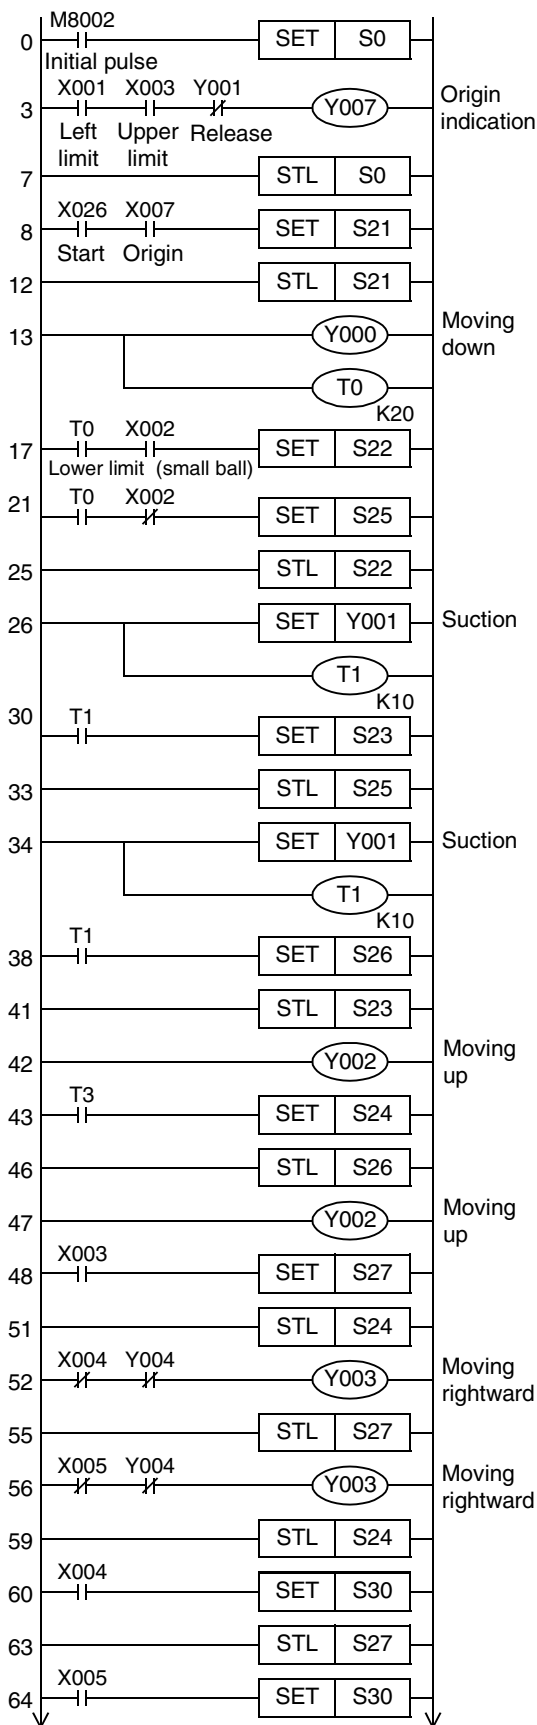 M8002
0 SET S0
Initial pulse
X001 X003 Y001
3 Y007 Origin indication
Left limit Upper limit Release
7 STL S0
X026 X007
8 SET S21
Start Origin
12 STL S21
13 Y000 Moving down
T0
K20
T0 X002
17 SET S22
Lower limit (small ball)
T0 X002
21 SET S25
25 STL S22
26 SET Y001 Suction
T1
K10
30 T1
SET S23
33 STL S25
34 SET Y001 Suction
T1
K10
T1
38 SET S26
41 STL S23
42 Y002 Moving up
T3
43 SET S24
46 STL S26
47 Y002 Moving up
X003
48 SET S27
51 STL S24
X004 Y004
52 Y003 Moving rightward
55 STL S27
X005 Y004
56 Y003 Moving rightward
59 STL S24
X004
60 SET S30
63 STL S27
X005
64 SET S30